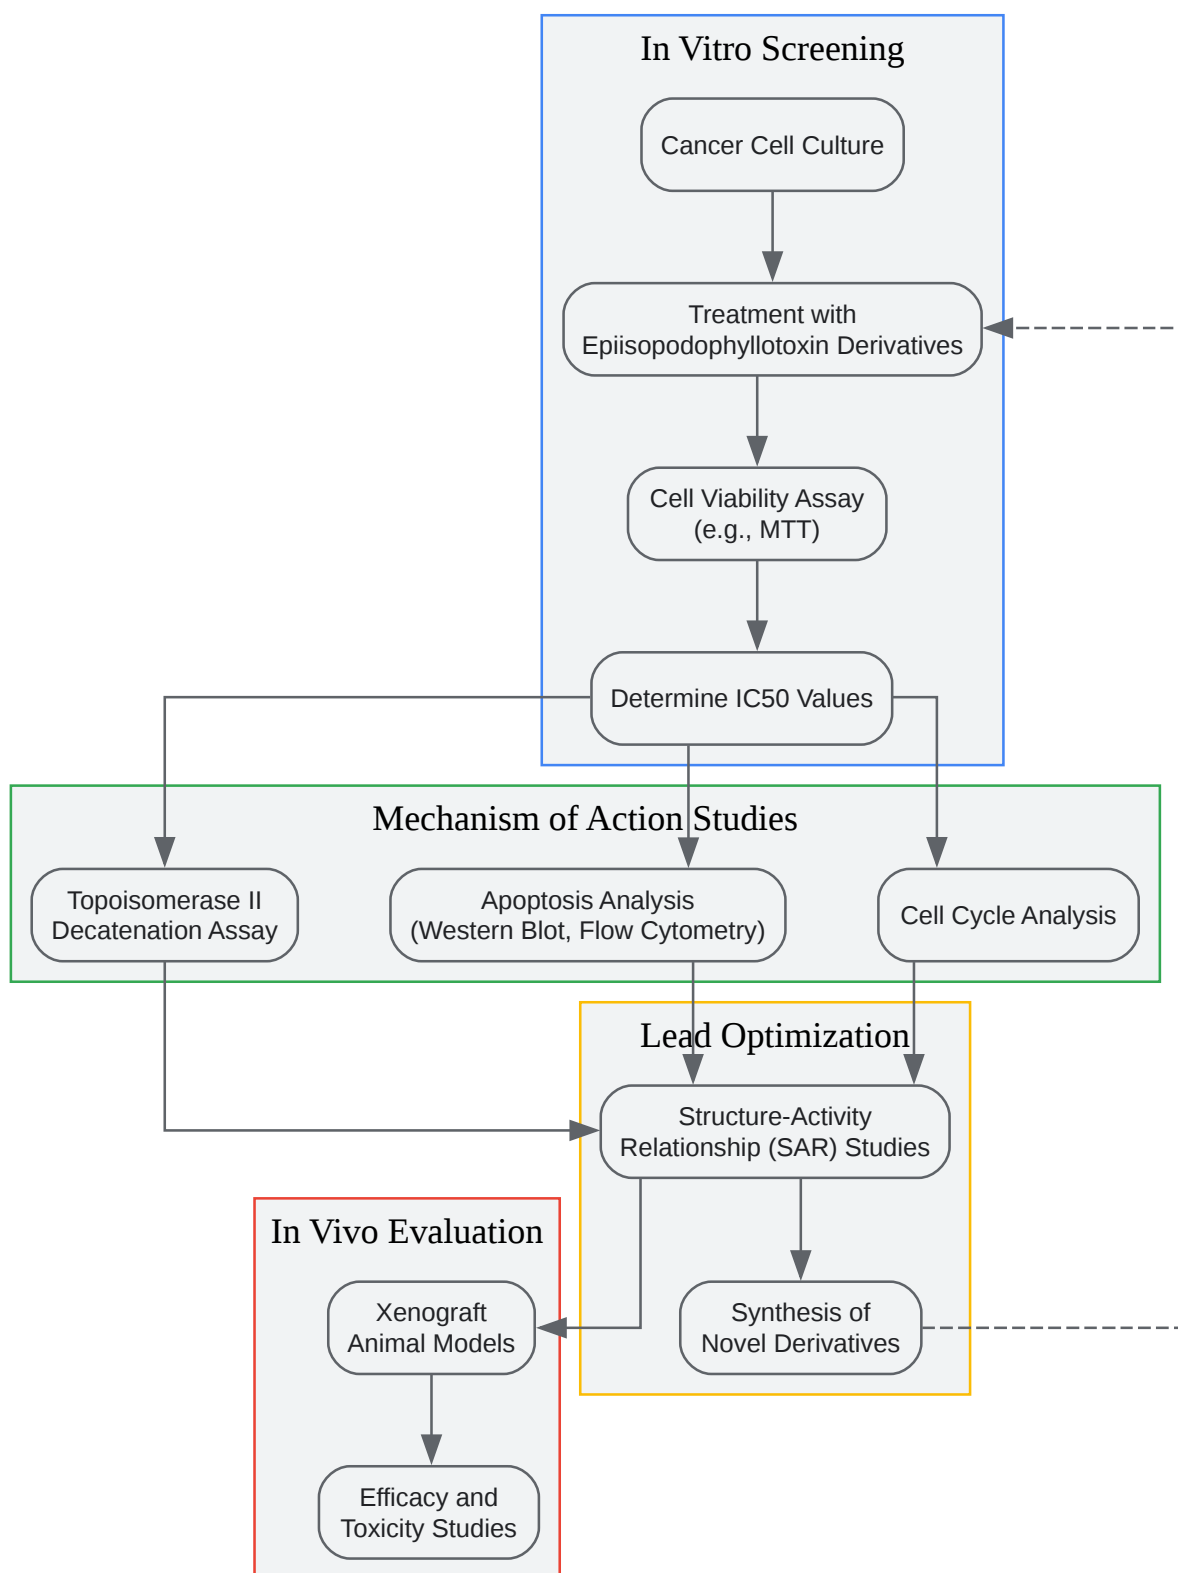 In Vitro Screening
Cancer Cell Culture
Treatment with
Epiisopodophyllotoxin Derivatives
Cell Viability Assay
(e.g., MTT)
Determine IC50 Values
Mechanism of Action Studies
Topoisomerase II
Decatenation Assay
Apoptosis Analysis
(Western Blot, Flow Cytometry)
Cell Cycle Analysis
Lead Optimization
Structure-Activity
Relationship (SAR) Studies
In Vivo Evaluation
Xenograft
Animal Models
Synthesis of
Novel Derivatives
Efficacy and
Toxicity Studies